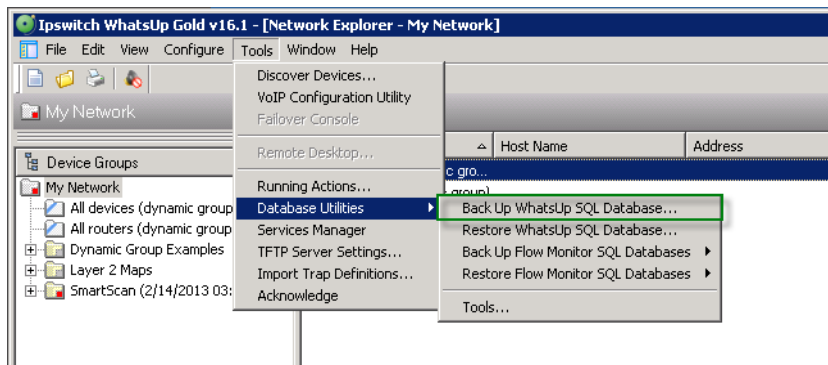 Ipswitch WhatsUp Gold v16.1 - [Network Explorer - My Network]
File Edit View Configure Tools Window Help
My Network
Discover Devices...
VoIP Configuration Utility
Failover Console
Remote Desktop...
Running Actions...
Database Utilities
Services Manager
TFTP Server Settings...
Import Trap Definitions...
Acknowledge
Host Name Address
c gro...
group)
Back Up WhatsUp SQL Database...
Restore WhatsUp SQL Database...
Back Up Flow Monitor SQL Databases
Restore Flow Monitor SQL Databases
Tools...
Device Groups
My Network
All devices (dynamic group
All routers (dynamic group
Dynamic Group Examples
Layer 2 Maps
SmartScan (2/14/2013 03: